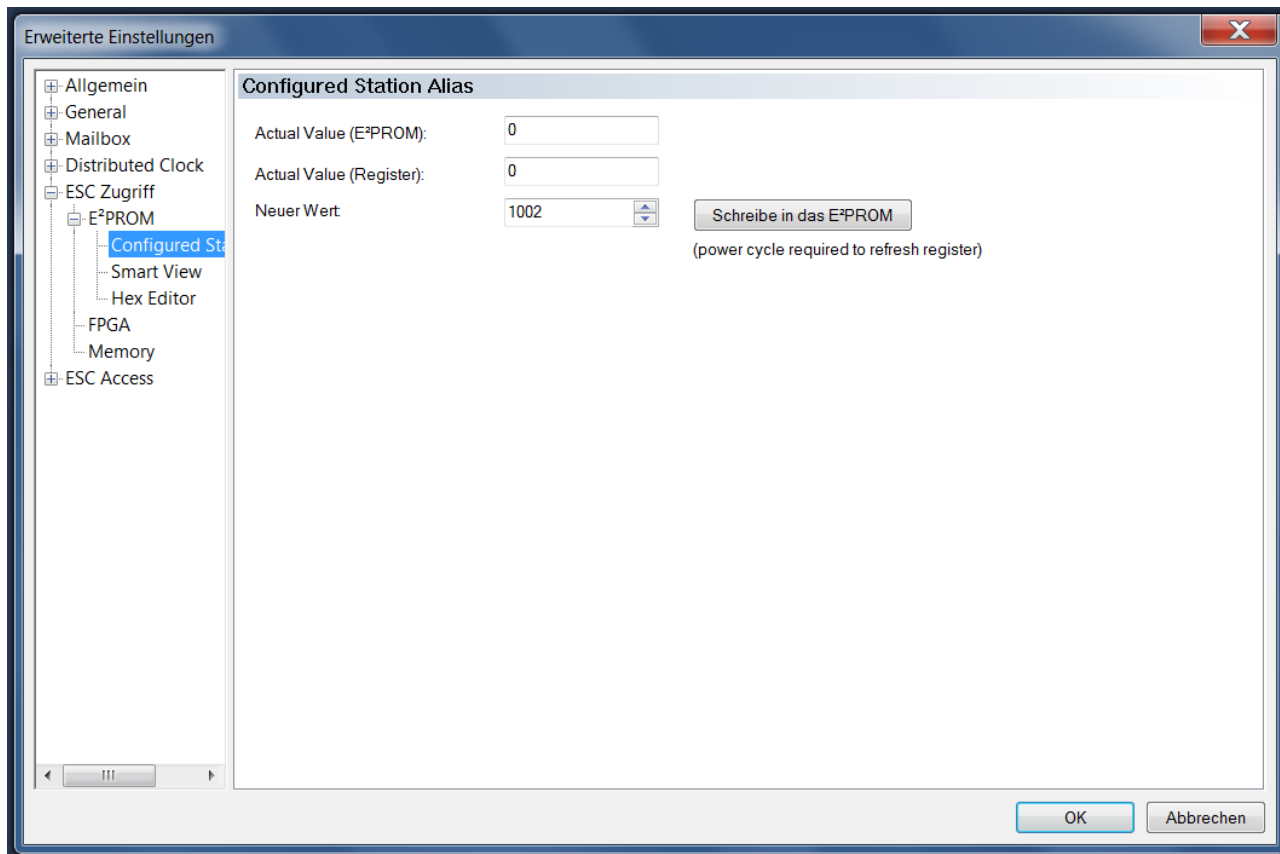 Erweiterte Einstellungen
Allgemein
General
Mailbox
Distributed Clock
ESC Zugriff
E²PROM
Configured Sta
Smart View
Hex Editor
FPGA
Memory
ESC Access
Configured Station Alias
Actual Value (E²PROM): 0
Actual Value (Register): 0
Neuer Wert: 1002 Schreibe in das E²PROM
(power cycle required to refresh register)
OK Abbrechen